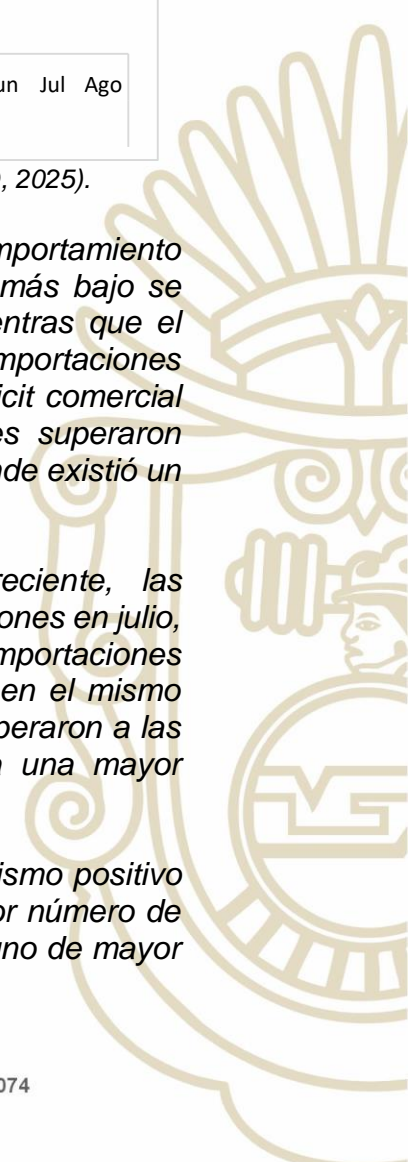 un Jul Ago
, 2025).
mportamiento
más bajo se
entras que el
mportaciones
icit comercial
es superaron
nde existió un
reciente, las
ones en julio,
mportaciones
en el mismo
peraron a las
una mayor
ismo positivo
or número de
uno de mayor
074